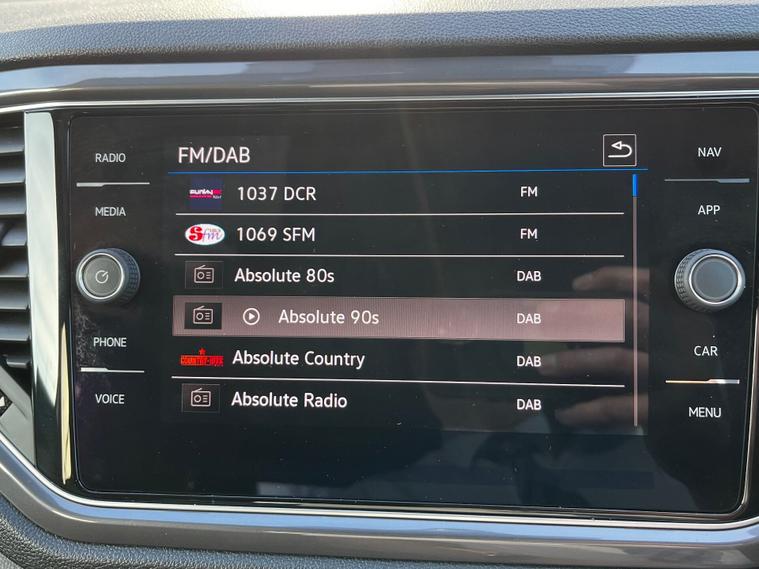 RADIO
MEDIA
PHONE
VOICE
FM/DAB
1037 DCR FM
Sfm 1069 SFM FM
Absolute 80s DAB
Absolute 90s DAB
Absolute Country DAB
Absolute Radio DAB
NAV
APP
CAR
MENU